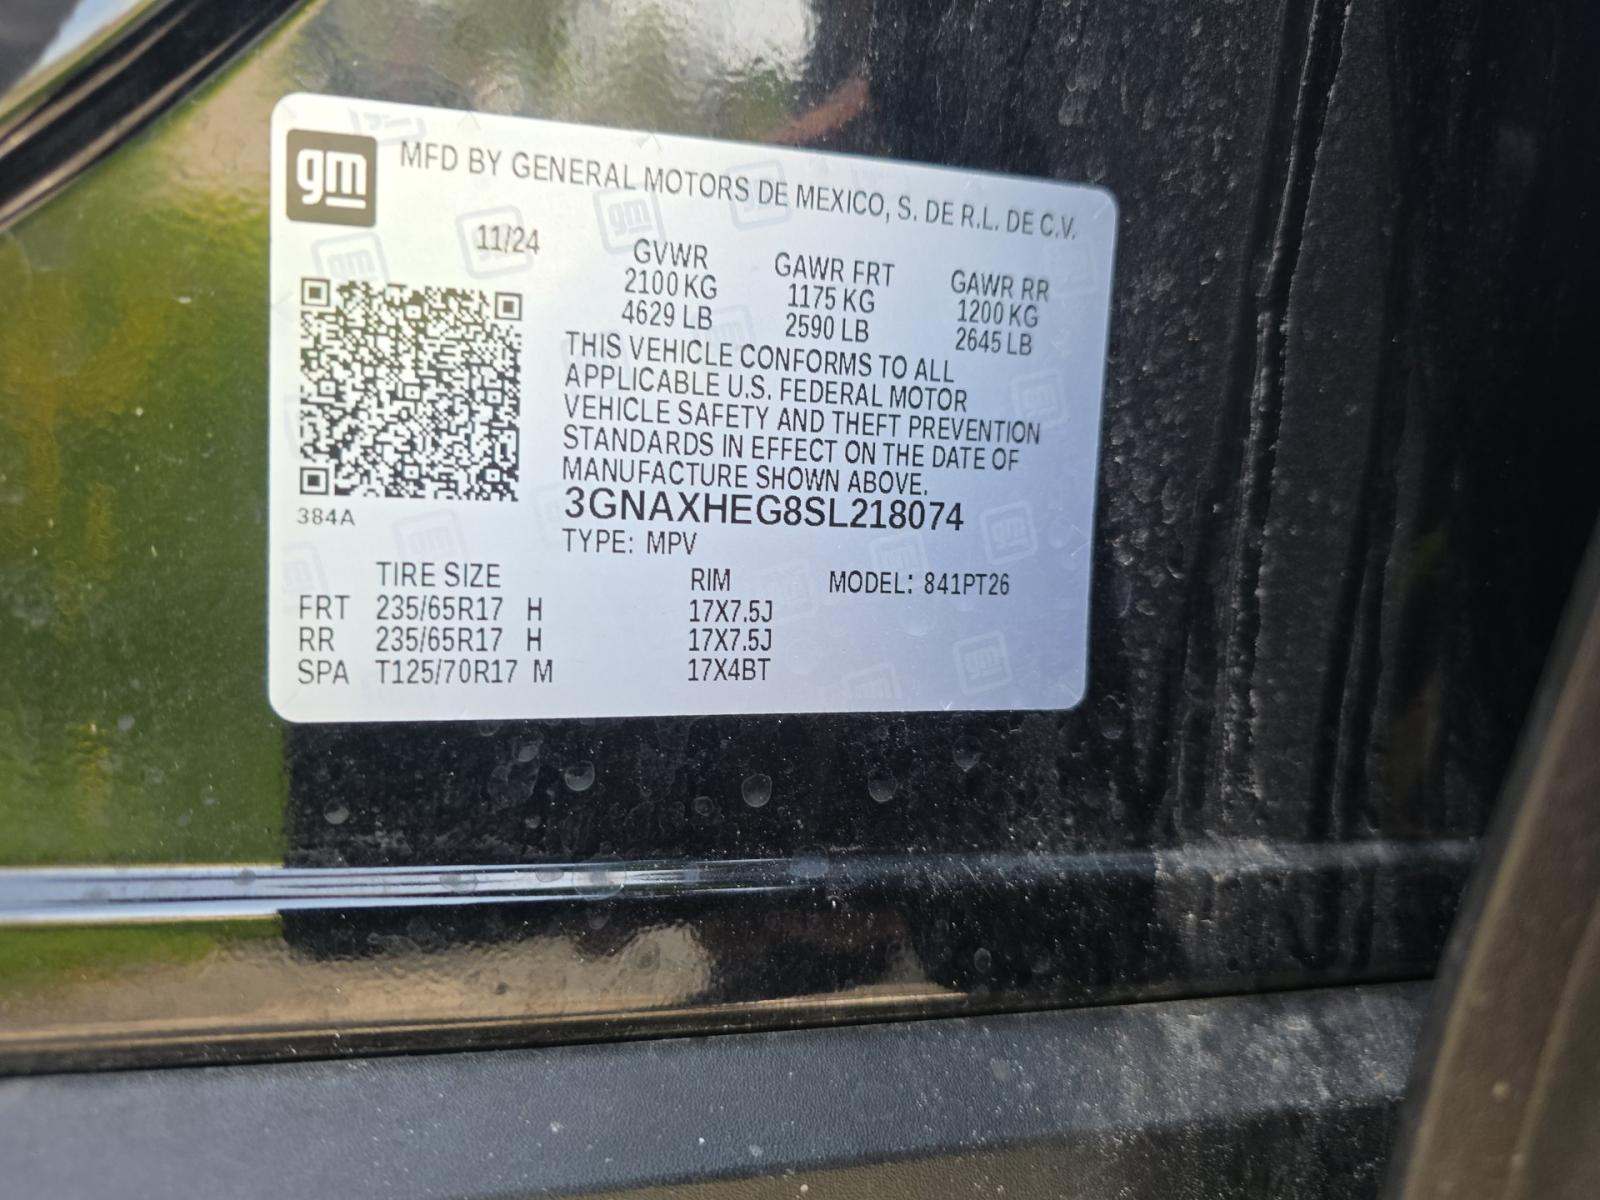 gm
MFD BY GENERAL MOTORS DE MEXICO, S. DE R.L. DE C.V.
11/24
GVWR GAWR FRT GAWR RR
2100 KG 1175 KG 1200 KG
4629 LB 2590 LB 2645 LB
THIS VEHICLE CONFORMS TO ALL
APPLICABLE U.S. FEDERAL MOTOR
VEHICLE SAFETY AND THEFT PREVENTION
STANDARDS IN EFFECT ON THE DATE OF
MANUFACTURE SHOWN ABOVE.
384A
3GNAXHEG8SL218074
TYPE: MPV
TIRE SIZE RIM MODEL: 841PT26
FRT 235/65R17 H 17X7.5J
RR 235/65R17 H 17X7.5J
SPA T125/70R17 M 17X4BT